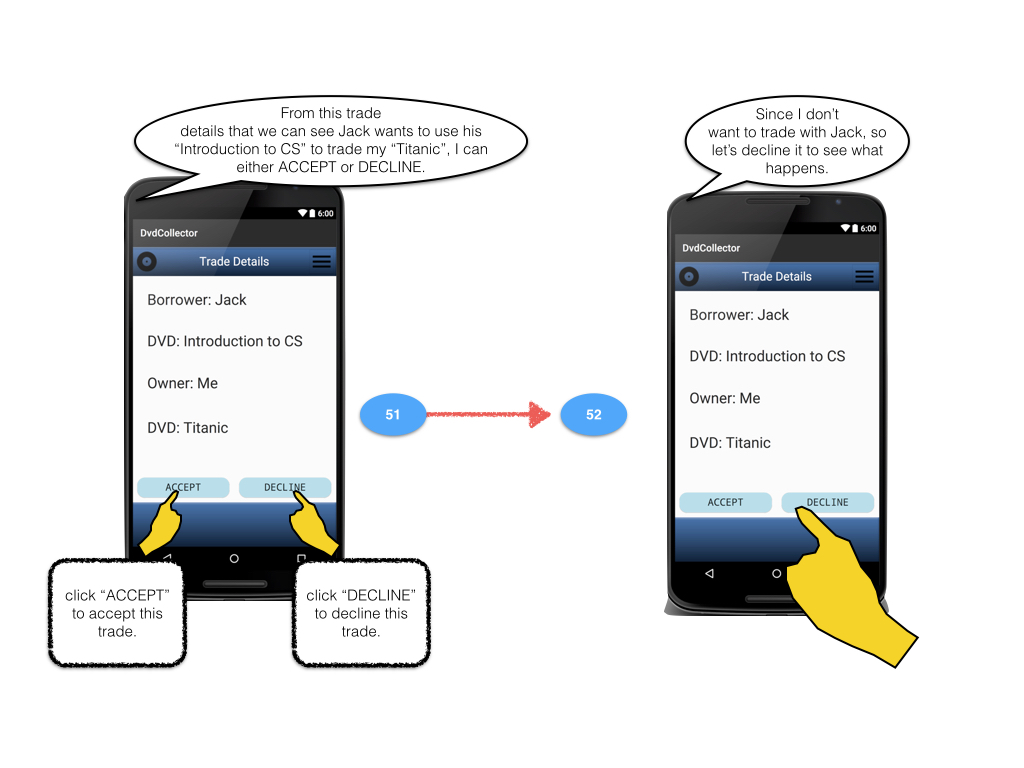 From this trade
details that we can see Jack wants to use his
“Introduction to CS” to trade my “Titanic”, I can
either ACCEPT or DECLINE.
6:00
DvdCollector
Trade Details
Borrower: Jack
DVD: Introduction to CS
Owner: Me
DVD: Titanic
ACCEPT
DECLINE
click “ACCEPT”
to accept this
trade.
click “DECLINE”
to decline this
trade.
51
52
Since I don’t
want to trade with Jack, so
let’s decline it to see what
happens.
6:00
DvdCollector
Trade Details
Borrower: Jack
DVD: Introduction to CS
Owner: Me
DVD: Titanic
ACCEPT
DECLINE